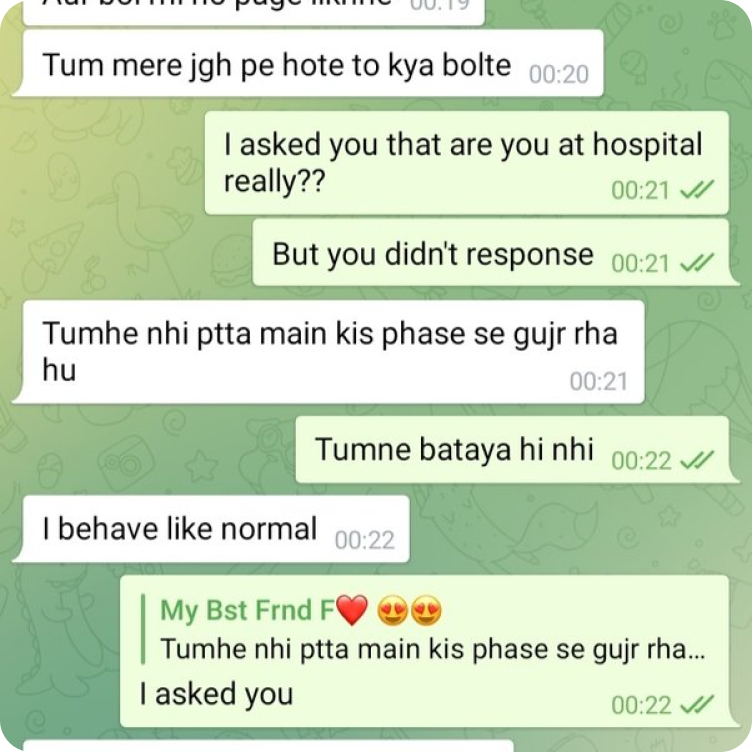 00:19
Tum mere jgh pe hote to kya bolte 00:20
I asked you that are you at hospital
really?? 00:21
But you didn't response 00:21
Tumhe nhi ptta main kis phase se gujr rha
hu 00:21
Tumne bataya hi nhi 00:22
I behave like normal 00:22
My Bst Frnd F❤️ 😍😍
Tumhe nhi ptta main kis phase se gujr rha...
I asked you 00:22